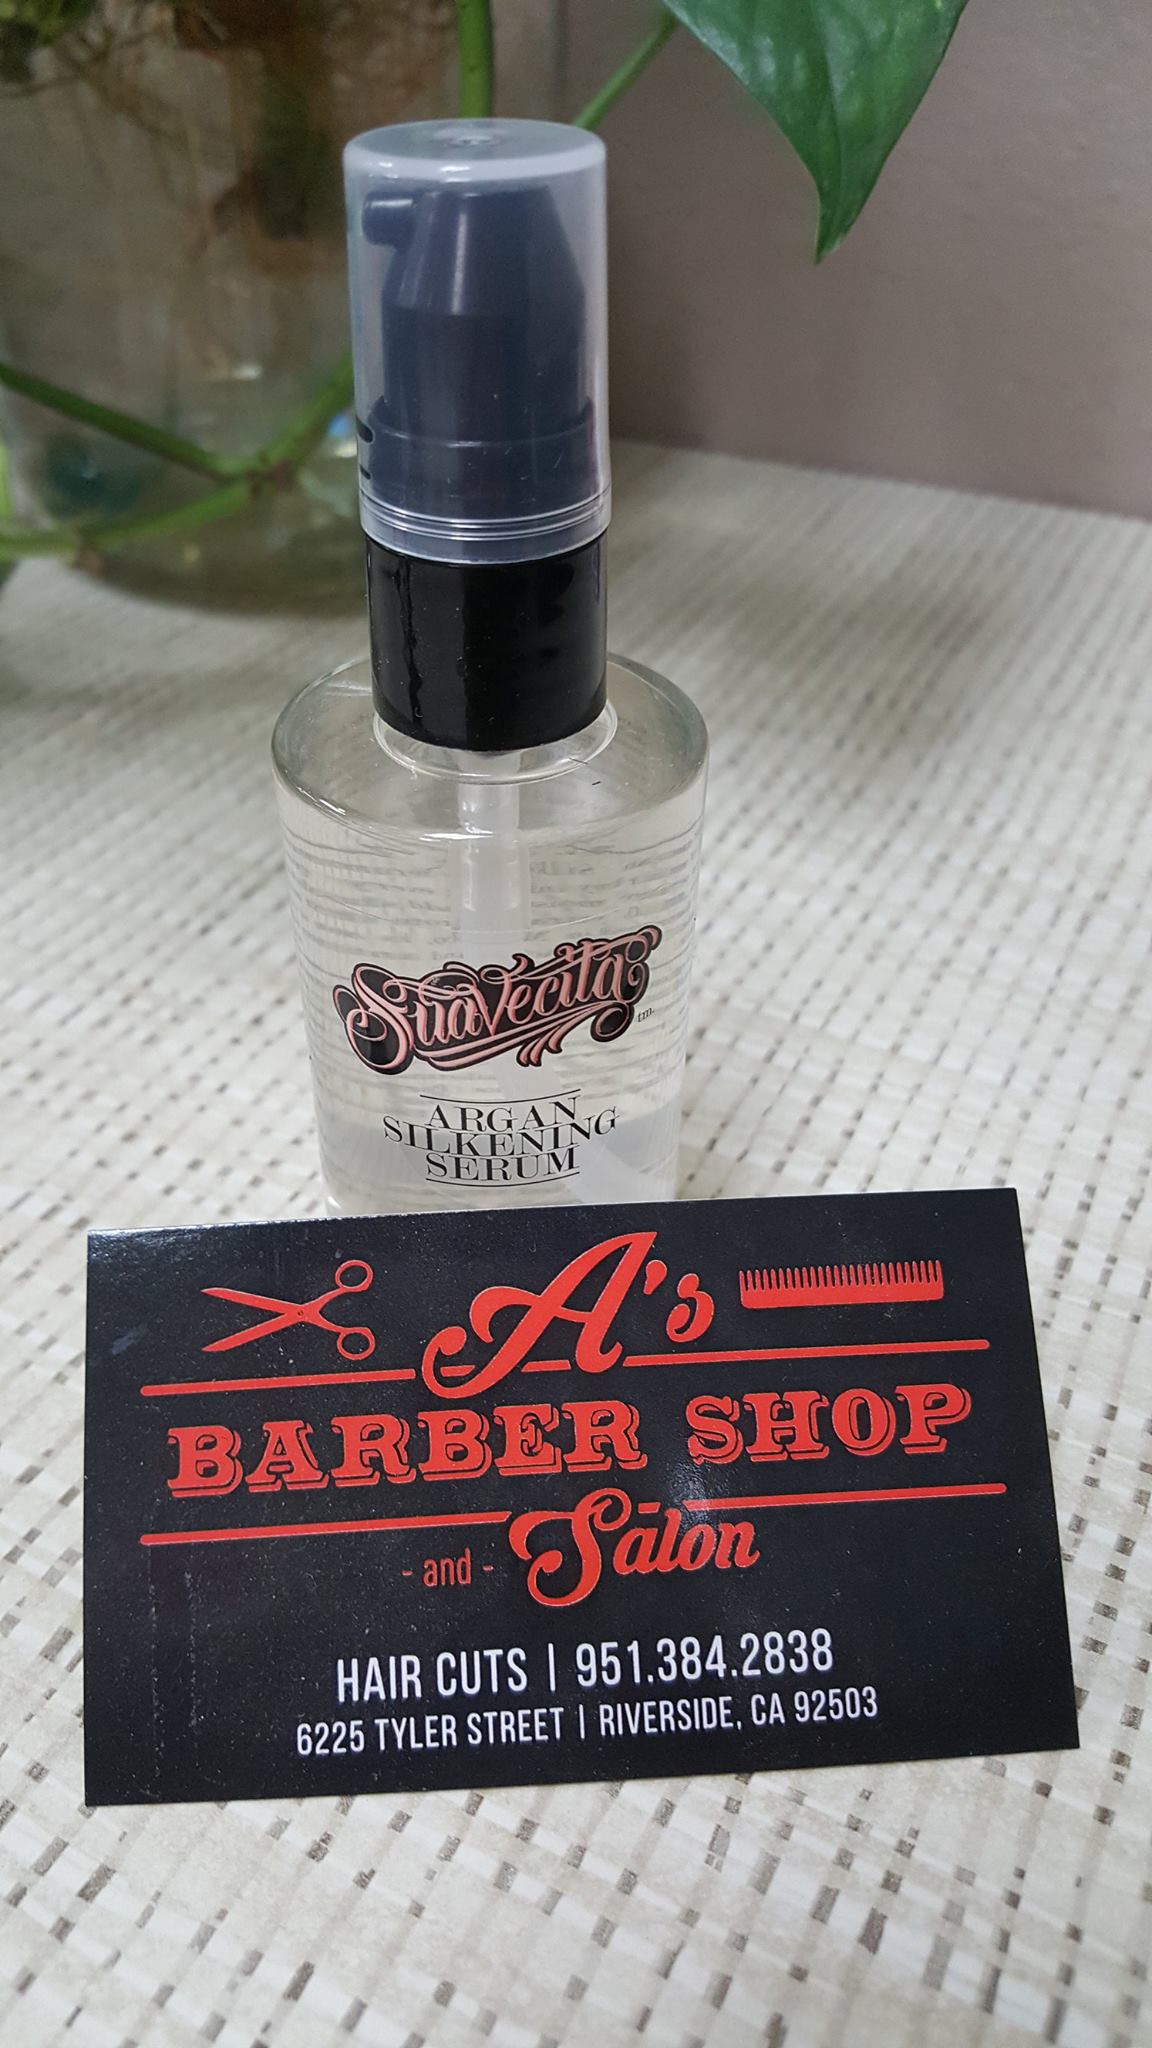 Suavecita
tm.
ARGAN
SILKENING
SERUM
A's
BARBER SHOP
- and - Salon
HAIR CUTS | 951.384.2838
6225 TYLER STREET | RIVERSIDE, CA 92503